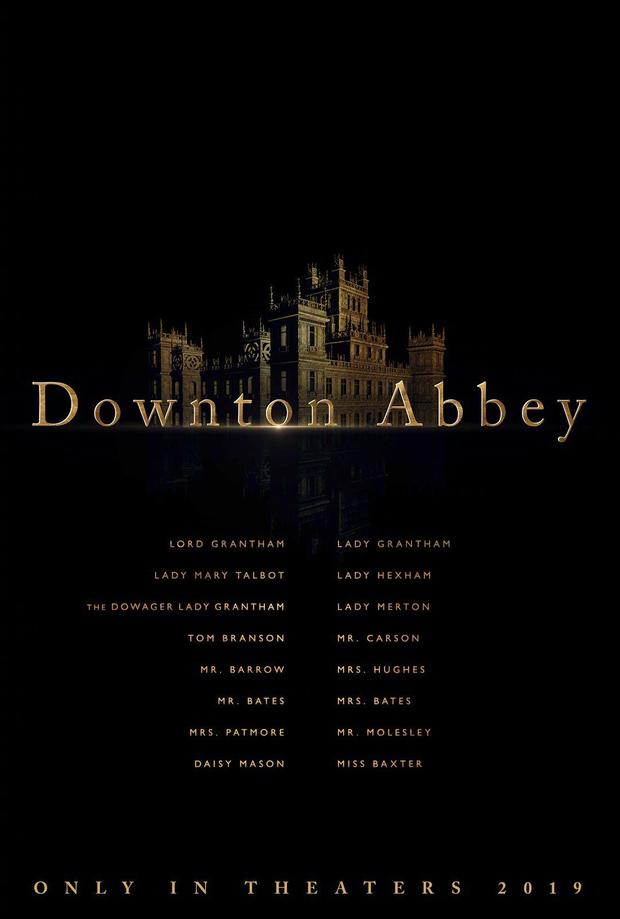 Downton Abbey
LORD GRANTHAM LADY GRANTHAM
LADY MARY TALBOT LADY HEXHAM
THE DOWAGER LADY GRANTHAM LADY MERTON
TOM BRANSON MR. CARSON
MR. BARROW MRS. HUGHES
MR. BATES MRS. BATES
MRS. PATMORE MR. MOLESLEY
DAISY MASON MISS BAXTER
ONLY IN THEATERS 2019